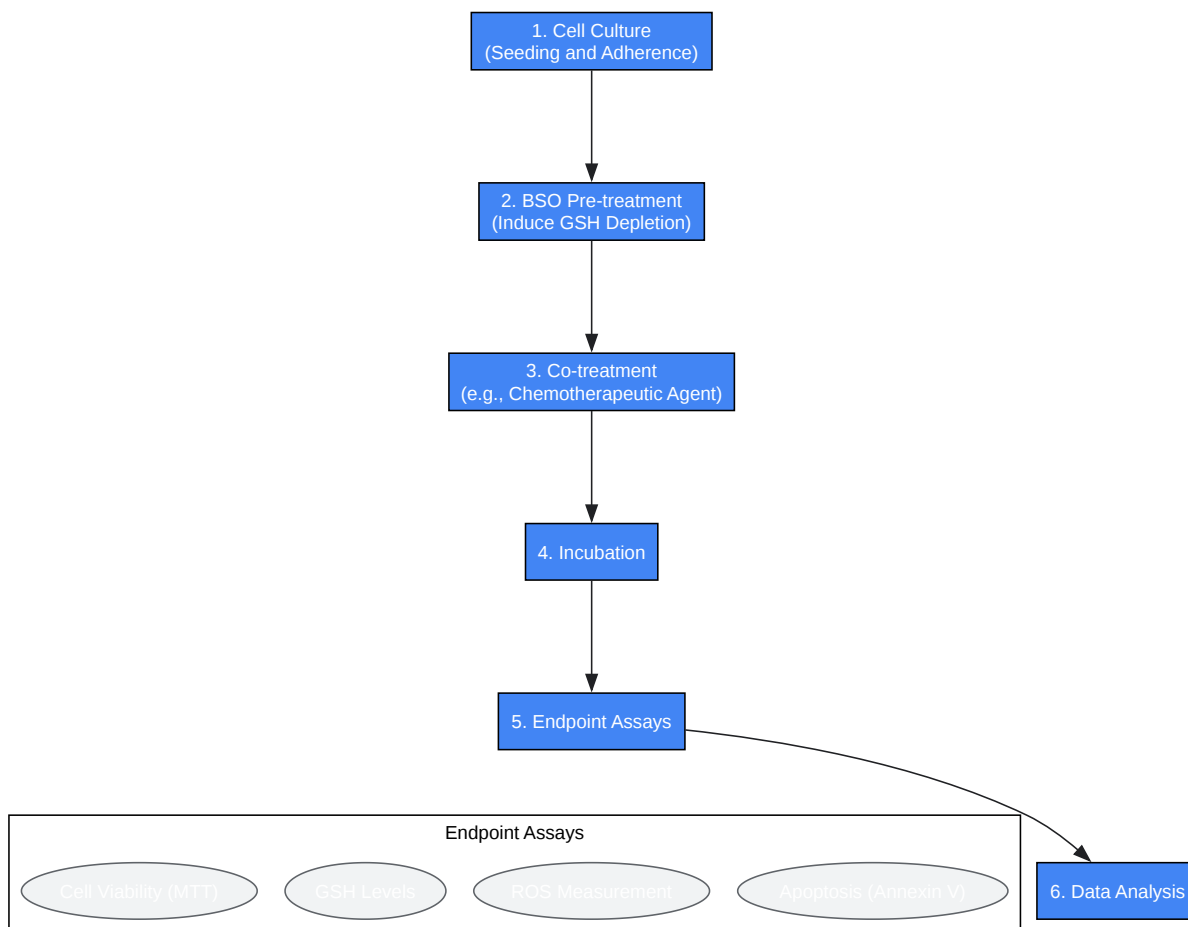 1. Cell Culture
(Seeding and Adherence)
2. BSO Pre-treatment
(Induce GSH Depletion)
3. Co-treatment
(e.g., Chemotherapeutic Agent)
4. Incubation
5. Endpoint Assays
Endpoint Assays
Cell Viability (MTT)
GSH Levels
ROS Measurement
Apoptosis (Annexin V)
6. Data Analysis